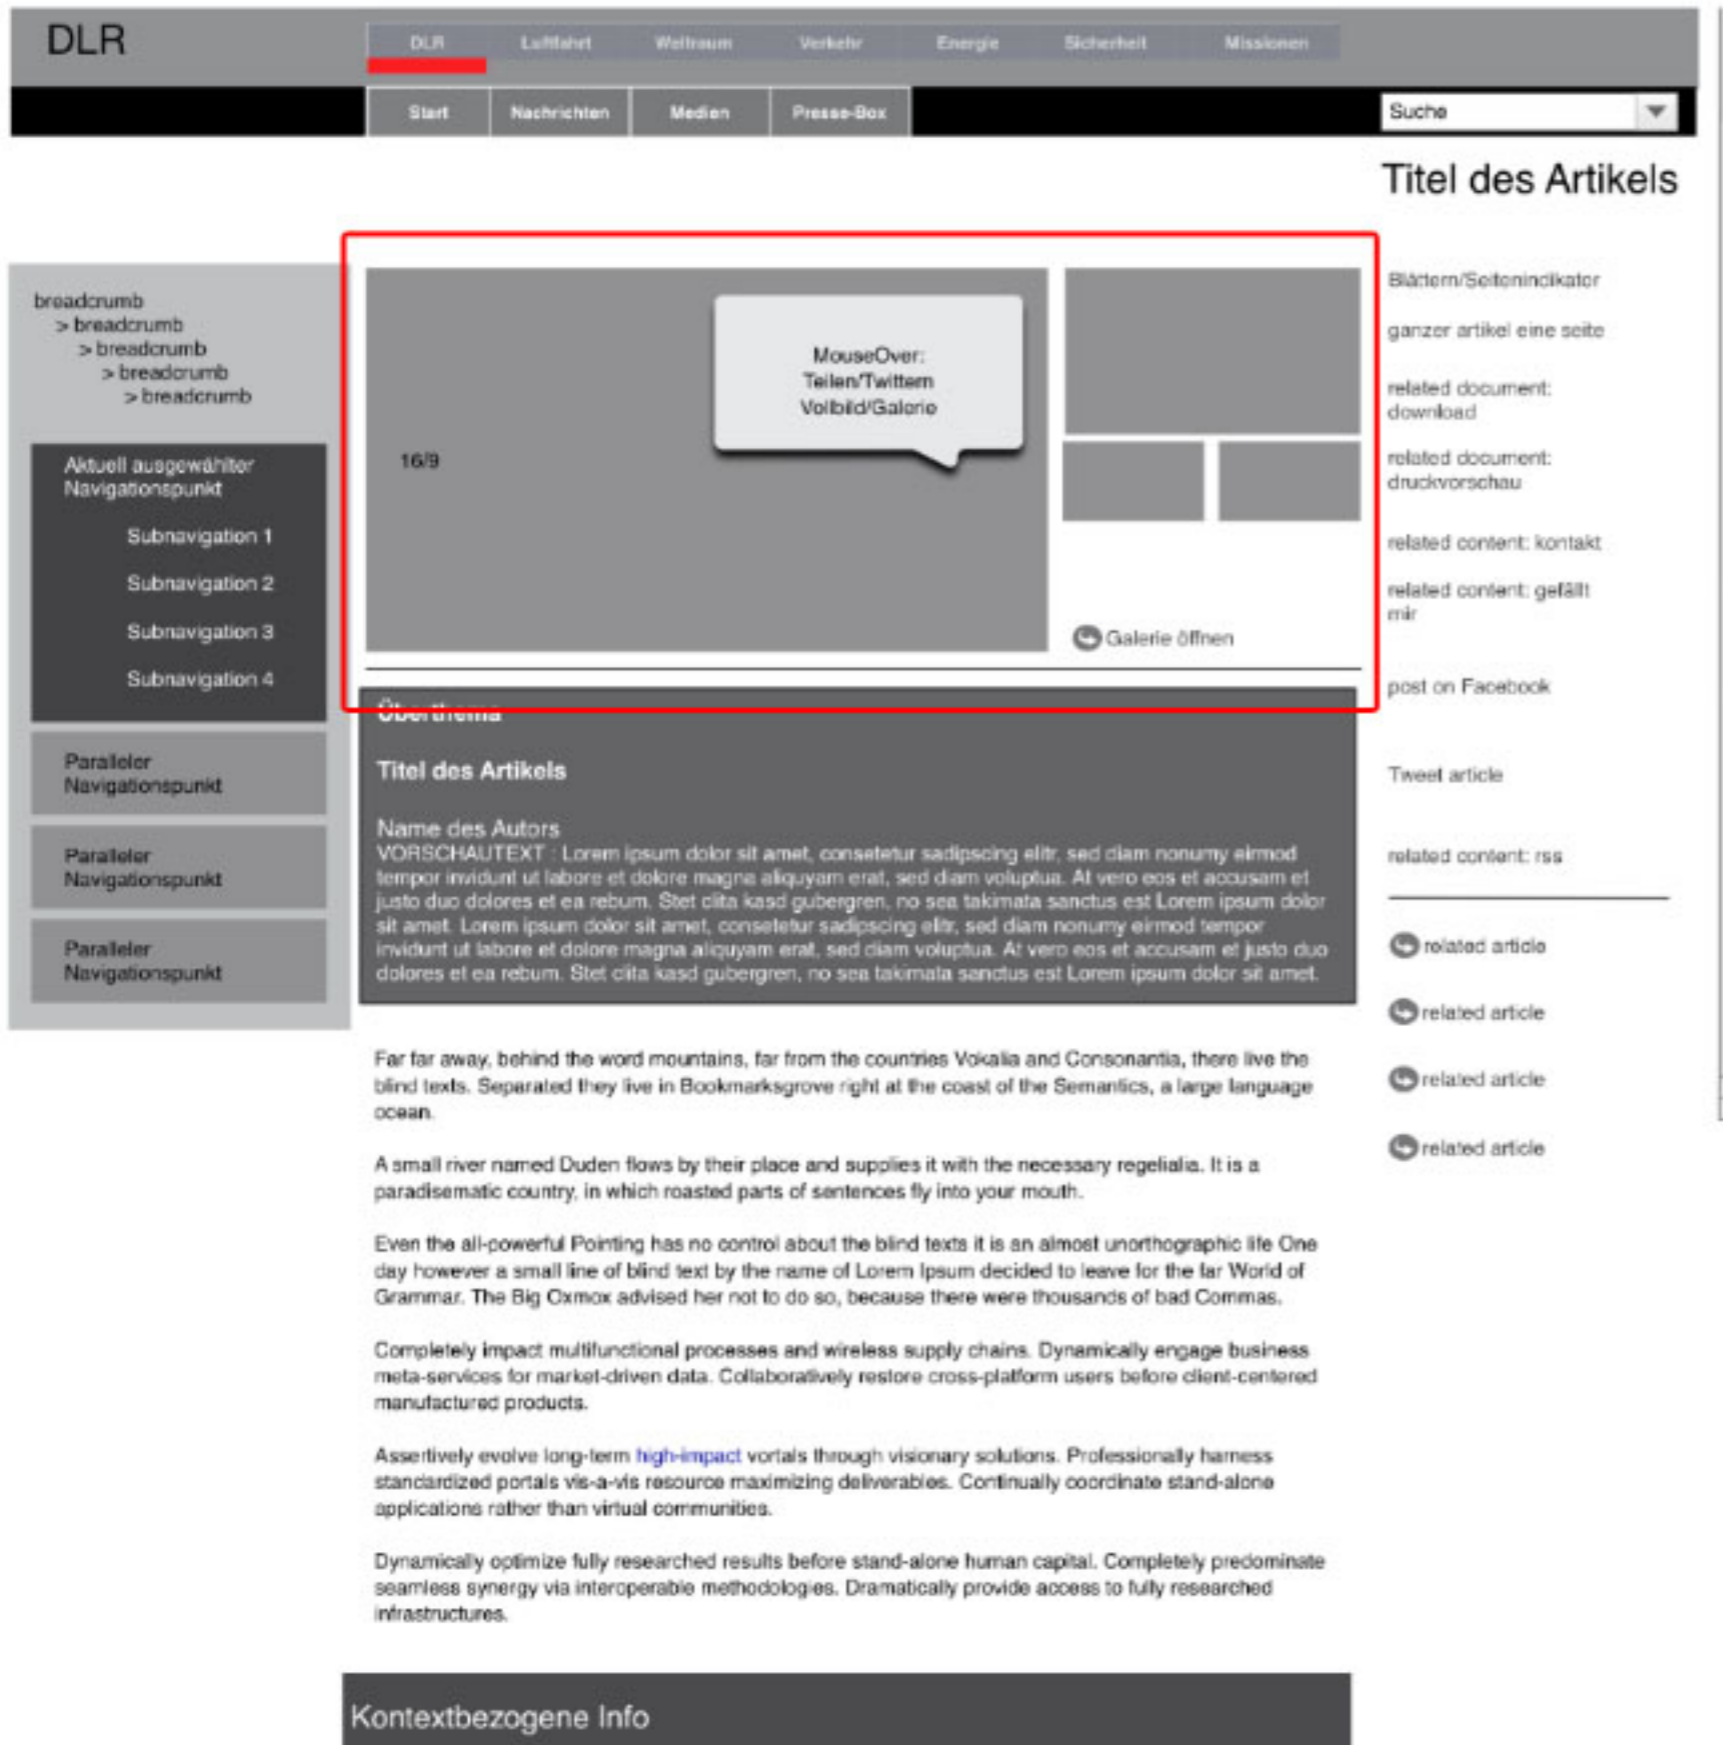 DLR
DLR Luftfahrt Weltraum Verkehr Energie Sicherheit Missionen
Start Nachrichten Medien Presse-Box
Suche
Titel des Artikels
breadcrumb
> breadcrumb
> breadcrumb
> breadcrumb
> breadcrumb
Aktuell ausgewählter
Navigationspunkt
Subnavigation 1
Subnavigation 2
Subnavigation 3
Subnavigation 4
Paralleler
Navigationspunkt
Paralleler
Navigationspunkt
Paralleler
Navigationspunkt
16/9
MouseOver:
Teilen/Twittern
Vollbild/Galerie
Galerie öffnen
Überthema
Titel des Artikels
Name des Autors
VORSCHAUTEXT : Lorem ipsum dolor sit amet, consetetur sadipscing elitr, sed diam nonumy eirmod
tempor invidunt ut labore et dolore magna aliquyam erat, sed diam voluptua. At vero eos et accusam et
justo duo dolores et ea rebum. Stet clita kasd gubergren, no sea takimata sanctus est Lorem ipsum dolor
sit amet. Lorem ipsum dolor sit amet, consetetur sadipscing elitr, sed diam nonumy eirmod tempor
invidunt ut labore et dolore magna aliquyam erat, sed diam voluptua. At vero eos et accusam et justo duo
dolores et ea rebum. Stet clita kasd gubergren, no sea takimata sanctus est Lorem ipsum dolor sit amet.
Far far away, behind the word mountains, far from the countries Vokalia and Consonantia, there live the
blind texts. Separated they live in Bookmarksgrove right at the coast of the Semantics, a large language
ocean.
A small river named Duden flows by their place and supplies it with the necessary regelialia. It is a
paradisematic country, in which roasted parts of sentences fly into your mouth.
Even the all-powerful Pointing has no control about the blind texts it is an almost unorthographic life One
day however a small line of blind text by the name of Lorem Ipsum decided to leave for the far World of
Grammar. The Big Oxmox advised her not to do so, because there were thousands of bad Commas.
Completely impact multifunctional processes and wireless supply chains. Dynamically engage business
meta-services for market-driven data. Collaboratively restore cross-platform users before client-centered
manufactured products.
Assertively evolve long-term high-impact vortals through visionary solutions. Professionally harness
standardized portals vis-a-vis resource maximizing deliverables. Continually coordinate stand-alone
applications rather than virtual communities.
Dynamically optimize fully researched results before stand-alone human capital. Completely predominate
seamless synergy via interoperable methodologies. Dramatically provide access to fully researched
infrastructures.
Kontextbezogene Info
Blättern/Seitenindikator
ganzer artikel eine seite
related document:
download
related document:
druckvorschau
related content: kontakt
related content: gefällt
mir
post on Facebook
Tweet article
related content: rss
related article
related article
related article
related article